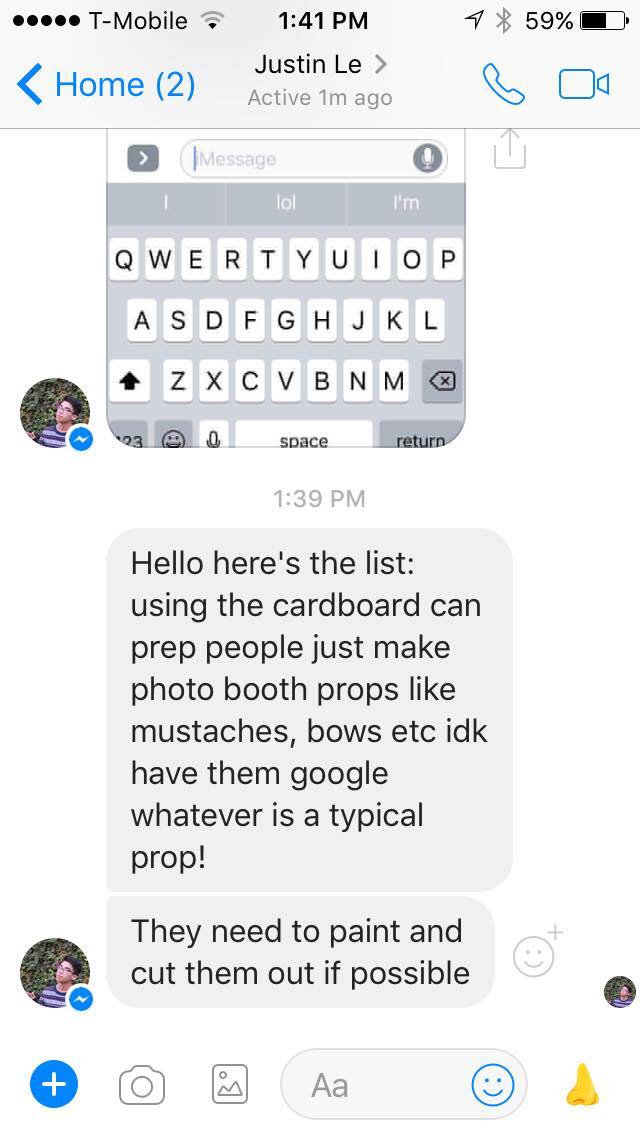 T-Mobile 1:41 PM 59%
Home (2) Justin Le
Active 1m ago
iMessage
I lol I'm
Q W E R T Y U I O P
A S D F G H J K L
Z X C V B N M
123 space return
1:39 PM
Hello here's the list:
using the cardboard can
prep people just make
photo booth props like
mustaches, bows etc idk
have them google
whatever is a typical
prop!
They need to paint and
cut them out if possible
Aa